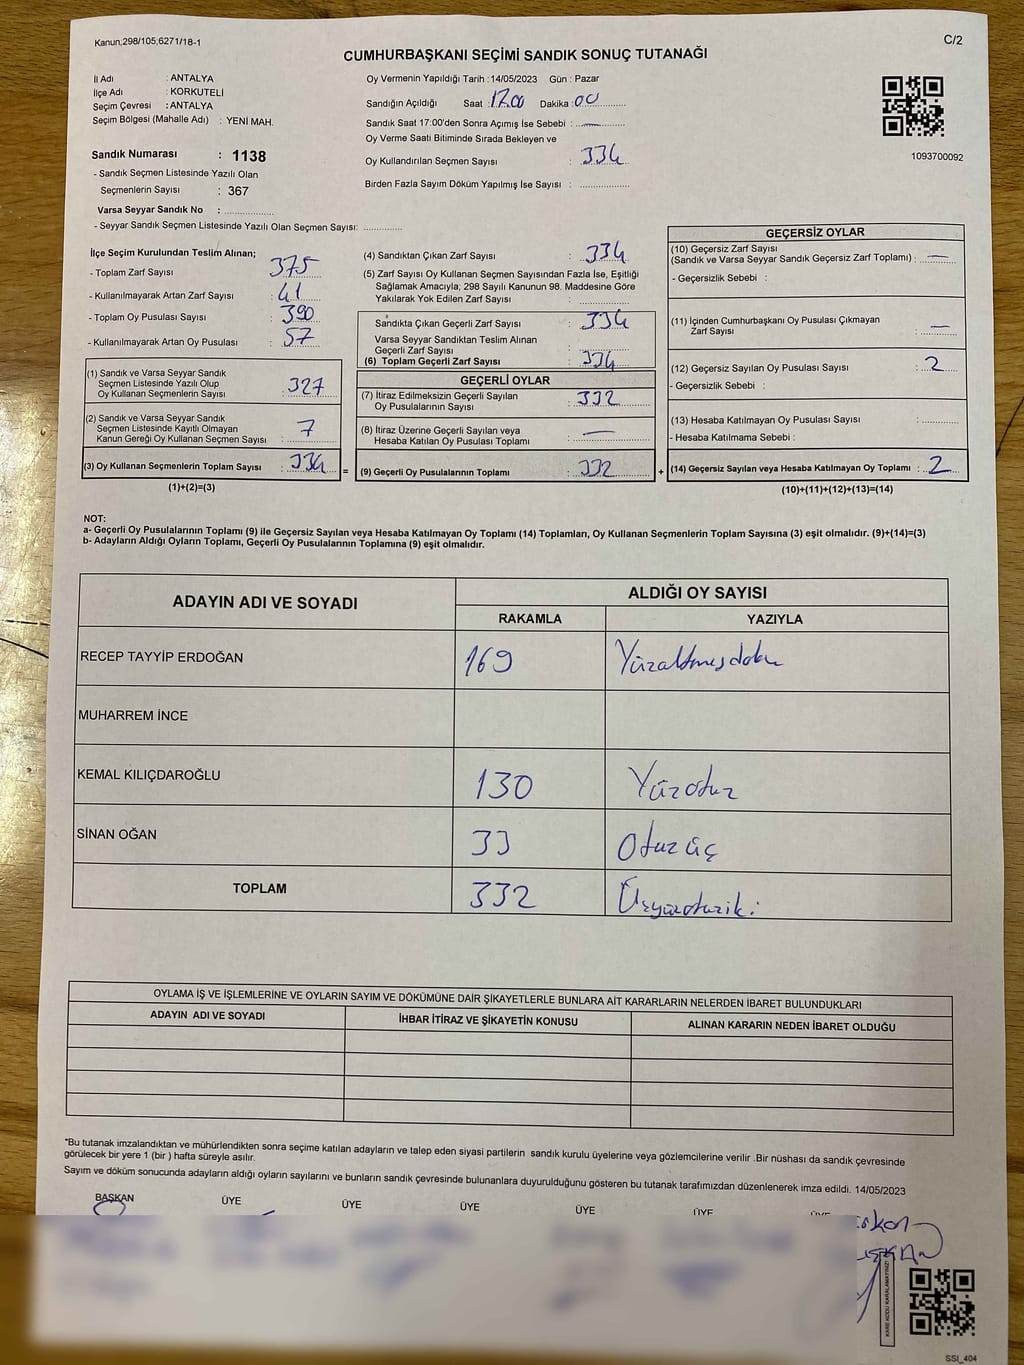 Kanun;298/105;6271/18-1
C/2
CUMHURBAŞKANI SEÇİMİ SANDIK SONUÇ TUTANAĞI
İl Adı : ANTALYA
İlçe Adı : KORKUTELİ
Seçim Çevresi : ANTALYA
Seçim Bölgesi (Mahalle Adı) : YENİ MAH.
Sandık Numarası : 1138
- Sandık Seçmen Listesinde Yazılı Olan
Seçmenlerin Sayısı : 367
Varsa Seyyar Sandık No :
- Seyyar Sandık Seçmen Listesinde Yazılı Olan Seçmen Sayısı:
Oy Vermenin Yapıldığı Tarih :14/05/2023 Gün : Pazar
Sandığın Açıldığı Saat :17.00 Dakika :00
Sandık Saat 17:00'den Sonra Açımış İse Sebebi : —
Oy Verme Saati Bitiminde Sırada Bekleyen ve
Oy Kullandırılan Seçmen Sayısı : 334
Birden Fazla Sayım Döküm Yapılmış İse Sayısı :
1093700092
İlçe Seçim Kurulundan Teslim Alınan;
- Toplam Zarf Sayısı : 375
- Kullanılmayarak Artan Zarf Sayısı : 41
- Toplam Oy Pusulası Sayısı : 390
- Kullanılmayarak Artan Oy Pusulası : 57
(1) Sandık ve Varsa Seyyar Sandık
Seçmen Listesinde Yazılı Olup
Oy Kullanan Seçmenlerin Sayısı : 327
(2) Sandık ve Varsa Seyyar Sandık
Seçmen Listesinde Kayıtlı Olmayan
Kanun Gereği Oy Kullanan Seçmen Sayısı : 7
(3) Oy Kullanan Seçmenlerin Toplam Sayısı : 334
(1)+(2)=(3)
(4) Sandıktan Çıkan Zarf Sayısı : 334
(5) Zarf Sayısı Oy Kullanan Seçmen Sayısından Fazla İse, Eşitliği
Sağlamak Amacıyla; 298 Sayılı Kanunun 98. Maddesine Göre
Yakılarak Yok Edilen Zarf Sayısı :
Sandıkta Çıkan Geçerli Zarf Sayısı : 334
Varsa Seyyar Sandıktan Teslim Alınan
Geçerli Zarf Sayısı :
(6) Toplam Geçerli Zarf Sayısı : 334
GEÇERLİ OYLAR
(7) İtiraz Edilmeksizin Geçerli Sayılan
Oy Pusulalarının Sayısı : 332
(8) İtiraz Üzerine Geçerli Sayılan veya
Hesaba Katılan Oy Pusulası Toplamı : —
= (9) Geçerli Oy Pusulalarının Toplamı : 332
GEÇERSİZ OYLAR
(10) Geçersiz Zarf Sayısı
(Sandık ve Varsa Seyyar Sandık Geçersiz Zarf Toplamı) : —
- Geçersizlik Sebebi :
(11) İçinden Cumhurbaşkanı Oy Pusulası Çıkmayan
Zarf Sayısı : —
(12) Geçersiz Sayılan Oy Pusulası Sayısı : 2
- Geçersizlik Sebebi :
(13) Hesaba Katılmayan Oy Pusulası Sayısı :
- Hesaba Katılmama Sebebi :
+ (14) Geçersiz Sayılan veya Hesaba Katılmayan Oy Toplamı : 2
(10)+(11)+(12)+(13)=(14)
NOT:
a- Geçerli Oy Pusulalarının Toplamı (9) ile Geçersiz Sayılan veya Hesaba Katılmayan Oy Toplamı (14) Toplamları, Oy Kullanan Seçmenlerin Toplam Sayısına (3) eşit olmalıdır. (9)+(14)=(3)
b- Adayların Aldığı Oyların Toplamı, Geçerli Oy Pusulalarının Toplamına (9) eşit olmalıdır.
ADAYIN ADI VE SOYADI ALDIĞI OY SAYISI
RAKAMLA YAZIYLA
RECEP TAYYİP ERDOĞAN 169 Yüzaltmışdokuz
MUHARREM İNCE
KEMAL KILIÇDAROĞLU 130 Yüzotuz
SİNAN OĞAN 33 Otuzüç
TOPLAM 332 Üçyüzotuziki
OYLAMA İŞ VE İŞLEMLERİNE VE OYLARIN SAYIM VE DÖKÜMÜNE DAİR ŞİKAYETLERLE BUNLARA AİT KARARLARIN NELERDEN İBARET BULUNDUKLARI
ADAYIN ADI VE SOYADI İHBAR İTİRAZ VE ŞİKAYETİN KONUSU ALINAN KARARIN NEDEN İBARET OLDUĞU
"Bu tutanak imzalandıktan ve mühürlendikten sonra seçime katılan adayların ve talep eden siyasi partilerin sandık kurulu üyelerine veya gözlemcilerine verilir .Bir nüshası da sandık çevresinde
görülecek bir yere 1 (bir ) hafta süreyle asılır.
Sayım ve döküm sonucunda adayların aldığı oyların sayılarını ve bunların sandık çevresinde bulunanlara duyurulduğunu gösteren bu tutanak tarafımızdan düzenlenerek imza edildi. 14/05/2023
BAŞKAN ÜYE ÜYE ÜYE ÜYE ÜYE ÜYE
KARE KODU KARALAMAYINIZ!
SSI_404